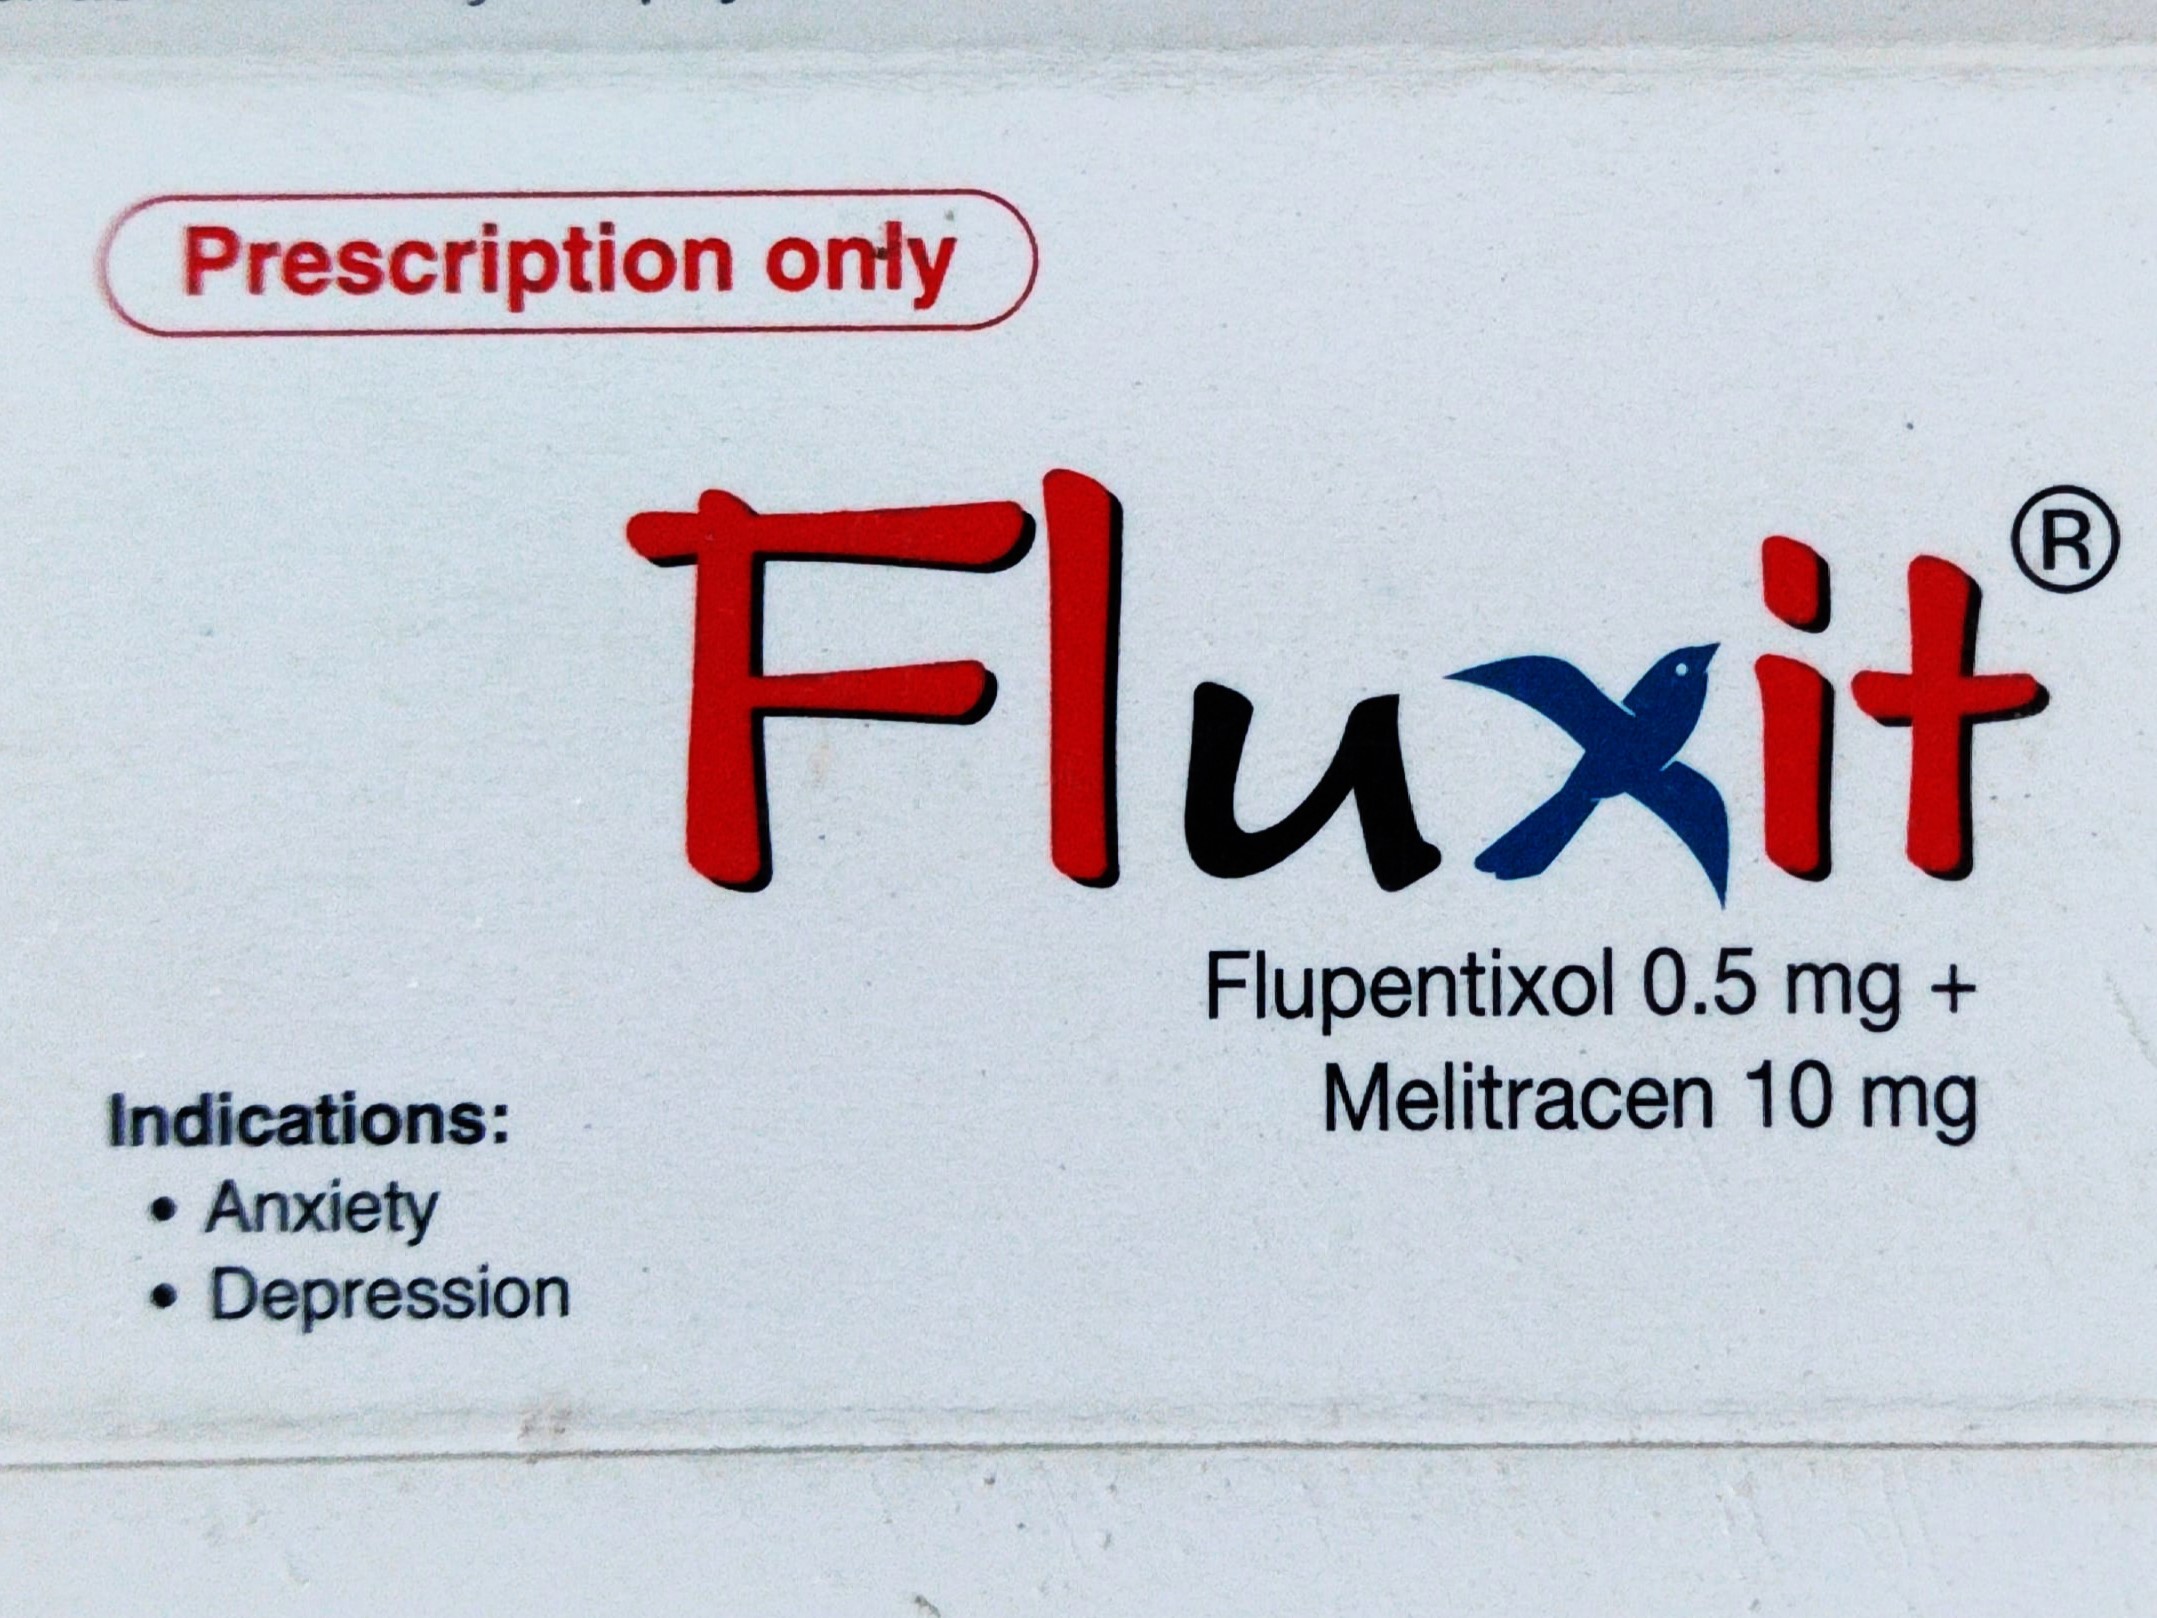 Prescription only
Fluxit®
Flupentixol 0.5 mg +
Melitracen 10 mg
Indications:
• Anxiety
• Depression